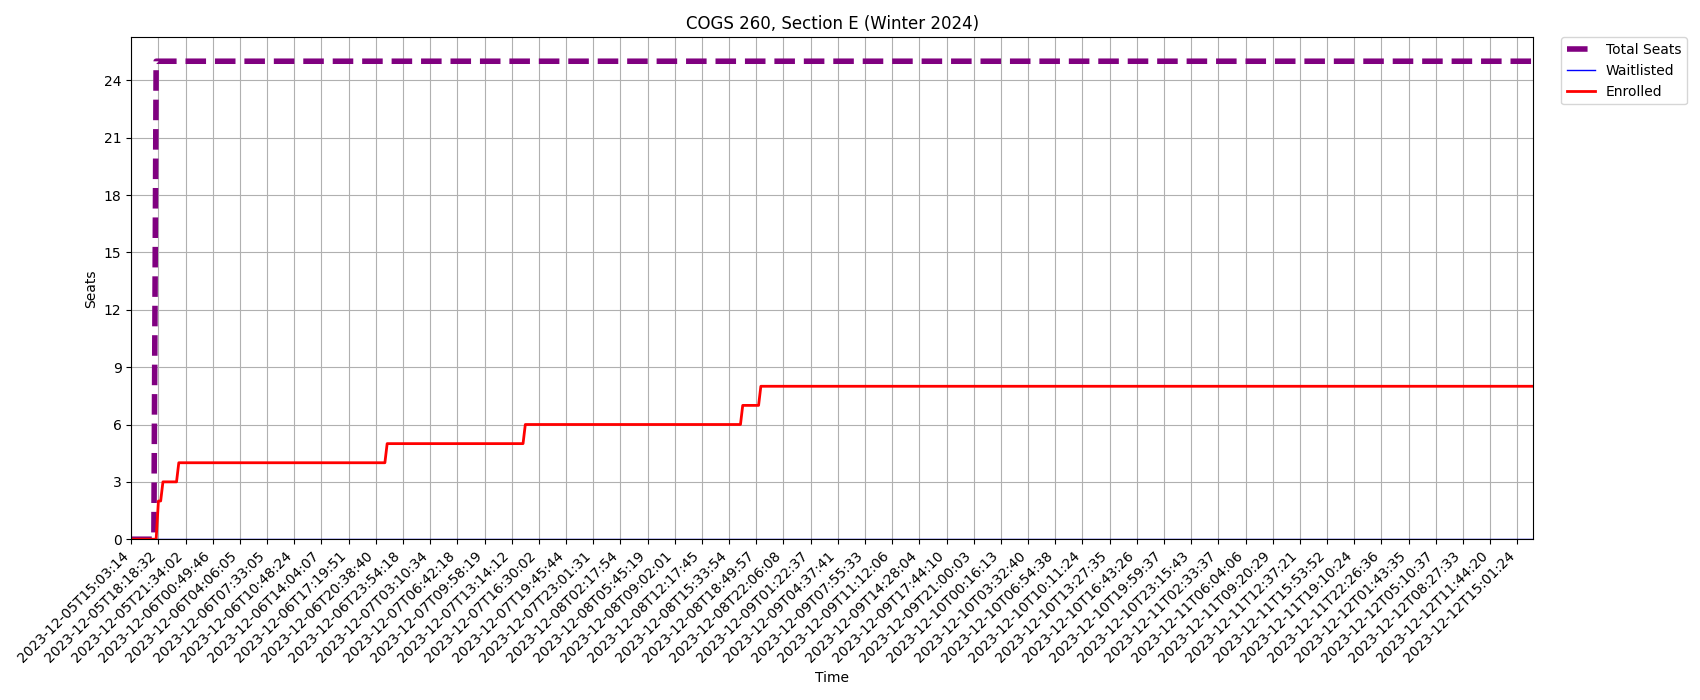 COGS 260, Section E (Winter 2024)
Total Seats
Waitlisted
Enrolled
24
21
18
15
12
9
6
3
0
Seats
2023-12-05T15:03:14
2023-12-05T18:18:32
2023-12-05T21:34:02
2023-12-06T00:49:46
2023-12-06T04:06:05
2023-12-06T07:33:05
2023-12-06T10:48:24
2023-12-06T14:04:07
2023-12-06T17:19:51
2023-12-06T20:38:40
2023-12-06T23:54:18
2023-12-07T03:10:34
2023-12-07T06:42:18
2023-12-07T09:58:19
2023-12-07T13:14:12
2023-12-07T16:30:02
2023-12-07T19:45:44
2023-12-07T23:01:31
2023-12-08T02:17:54
2023-12-08T05:45:19
2023-12-08T09:02:01
2023-12-08T12:17:45
2023-12-08T15:33:54
2023-12-08T18:49:57
2023-12-08T22:06:08
2023-12-09T01:22:37
2023-12-09T04:37:41
2023-12-09T07:55:33
2023-12-09T11:12:06
2023-12-09T14:28:04
2023-12-09T17:44:10
2023-12-09T21:00:03
2023-12-10T00:16:13
2023-12-10T03:32:40
2023-12-10T06:54:38
2023-12-10T10:11:24
2023-12-10T13:27:35
2023-12-10T16:43:26
2023-12-10T19:59:37
2023-12-10T23:15:43
2023-12-11T02:33:37
2023-12-11T06:04:06
2023-12-11T09:20:29
2023-12-11T12:37:21
2023-12-11T15:53:52
2023-12-11T19:10:24
2023-12-11T22:26:36
2023-12-12T01:43:35
2023-12-12T05:10:37
2023-12-12T08:27:33
2023-12-12T11:44:20
2023-12-12T15:01:24
Time